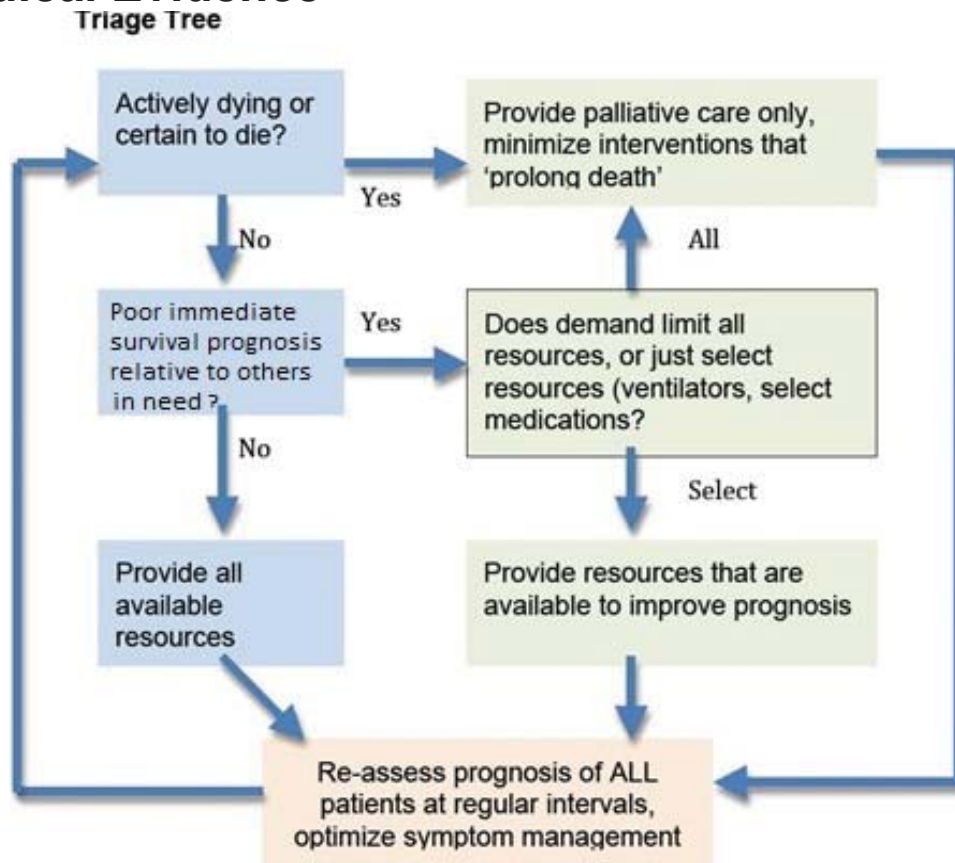 Triage Tree
Actively dying or
certain to die?
Provide palliative care only,
minimize interventions that
'prolong death'
Yes
No
All
Poor immediate
survival prognosis
relative to others
in need ?
Yes
Does demand limit all
resources, or just select
resources (ventilators, select
medications?
No
Select
Provide all
available
resources
Provide resources that are
available to improve prognosis
Re-assess prognosis of ALL
patients at regular intervals,
optimize symptom management